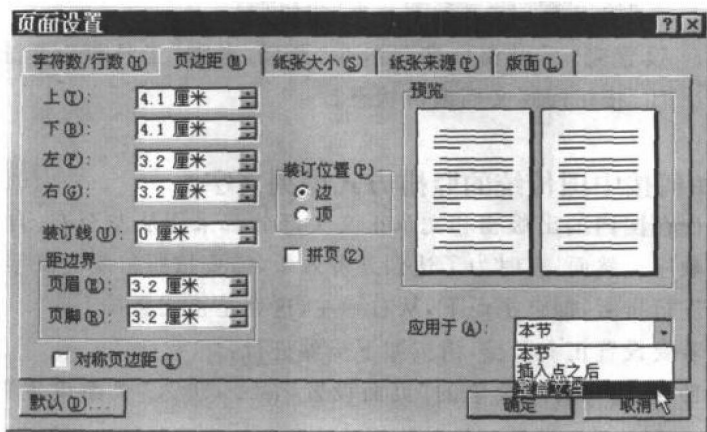 页面设置
字符数/行数(H) 页边距(M) 纸张大小(S) 纸张来源(P) 版面(L)
上(T): 4.1 厘米
下(B): 4.1 厘米
左(F): 3.2 厘米
右(G): 3.2 厘米
装订线(U): 0 厘米
距边界
页眉(E): 3.2 厘米
页脚(R): 3.2 厘米
对称页边距(I)
装订位置(P)
边
顶
拼页(2)
预览
应用于(A): 本节
本节
插入点之后
默认(D)...
确定
取消